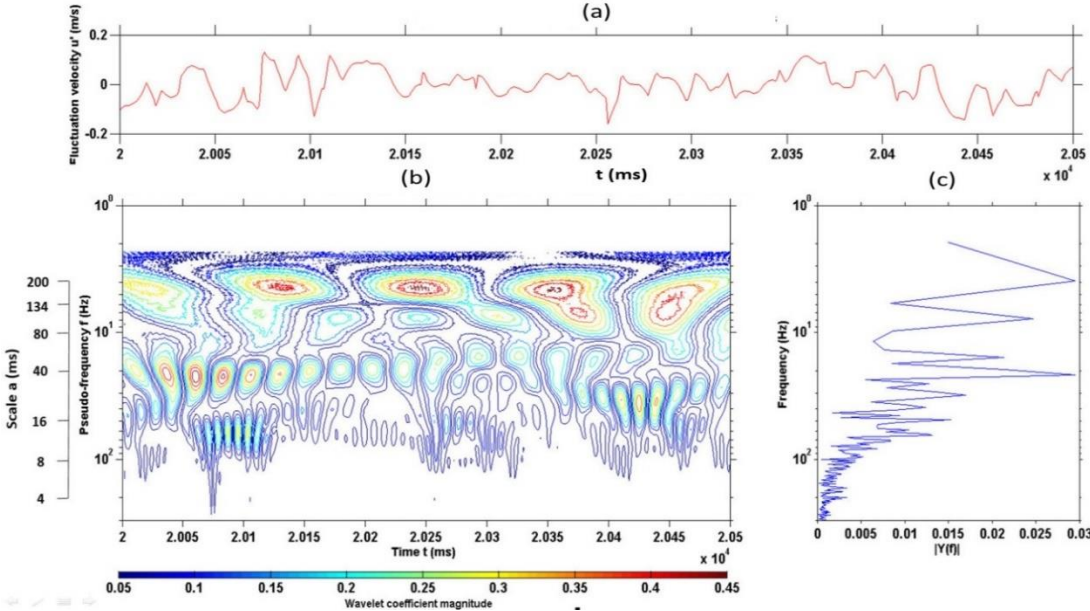 (a)
Fluctuation velocity u' (m/s)
0.2
0
-0.2
2 2.005 2.01 2.015 2.02 2.025 2.03 2.035 2.04 2.045 2.05
t (ms)
x 10⁴
(b)
Scale a (ms)
200
134
80
40
16
8
4
Pseudo-frequency f (Hz)
10⁰
10¹
10²
2 2.005 2.01 2.015 2.02 2.025 2.03 2.035 2.04 2.045 2.05
Time t (ms)
x 10⁴
0.05 0.1 0.15 0.2 0.25 0.3 0.35 0.4 0.45
Wavelet coefficient magnitude
(c)
Frequency (Hz)
10⁰
10¹
10²
0 0.005 0.01 0.015 0.02 0.025 0.03
|Y(f)|